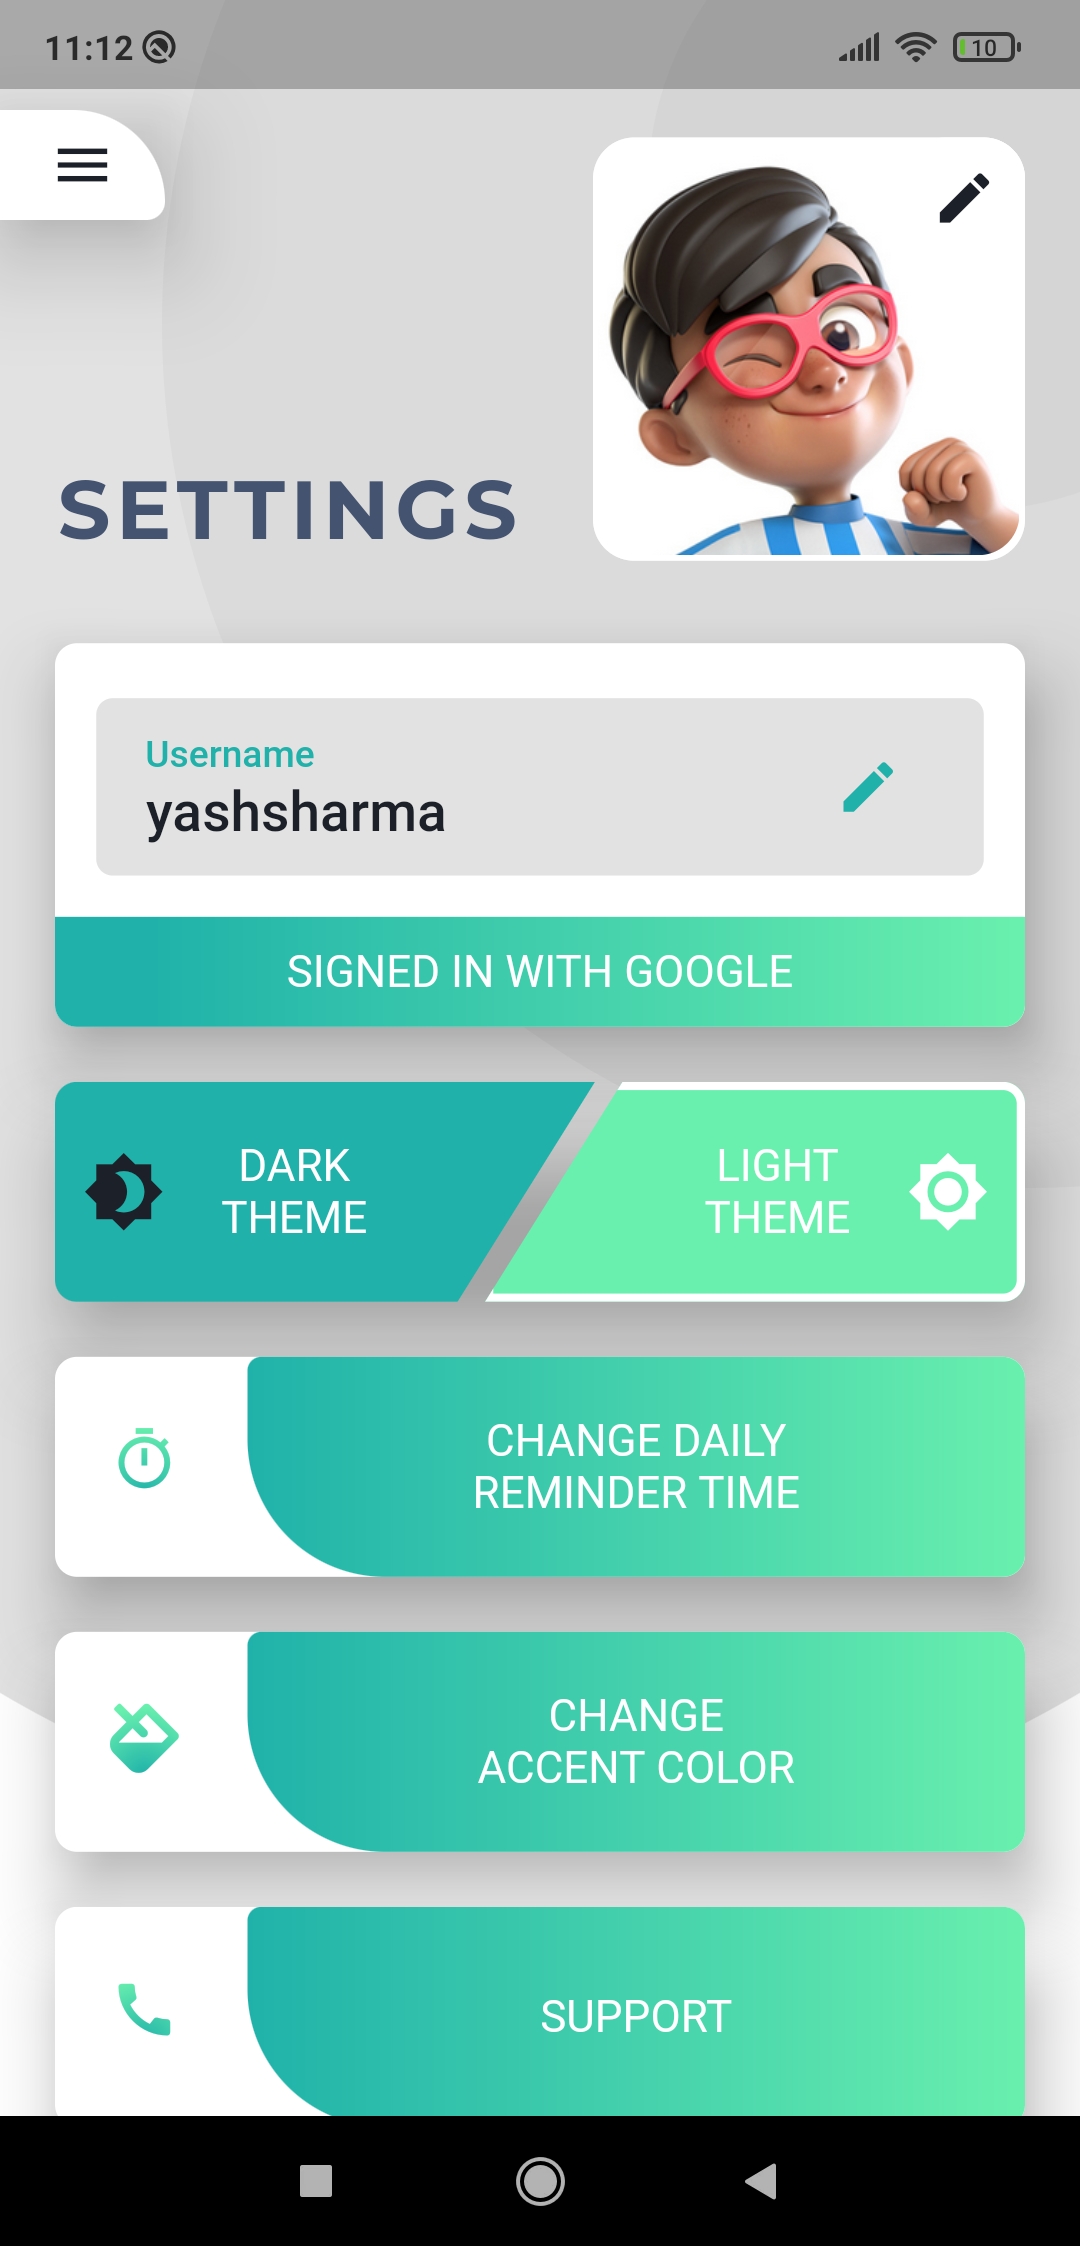 11:12
10
SETTINGS
Username
yashsharma
SIGNED IN WITH GOOGLE
DARK
THEME
LIGHT
THEME
CHANGE DAILY
REMINDER TIME
CHANGE
ACCENT COLOR
SUPPORT